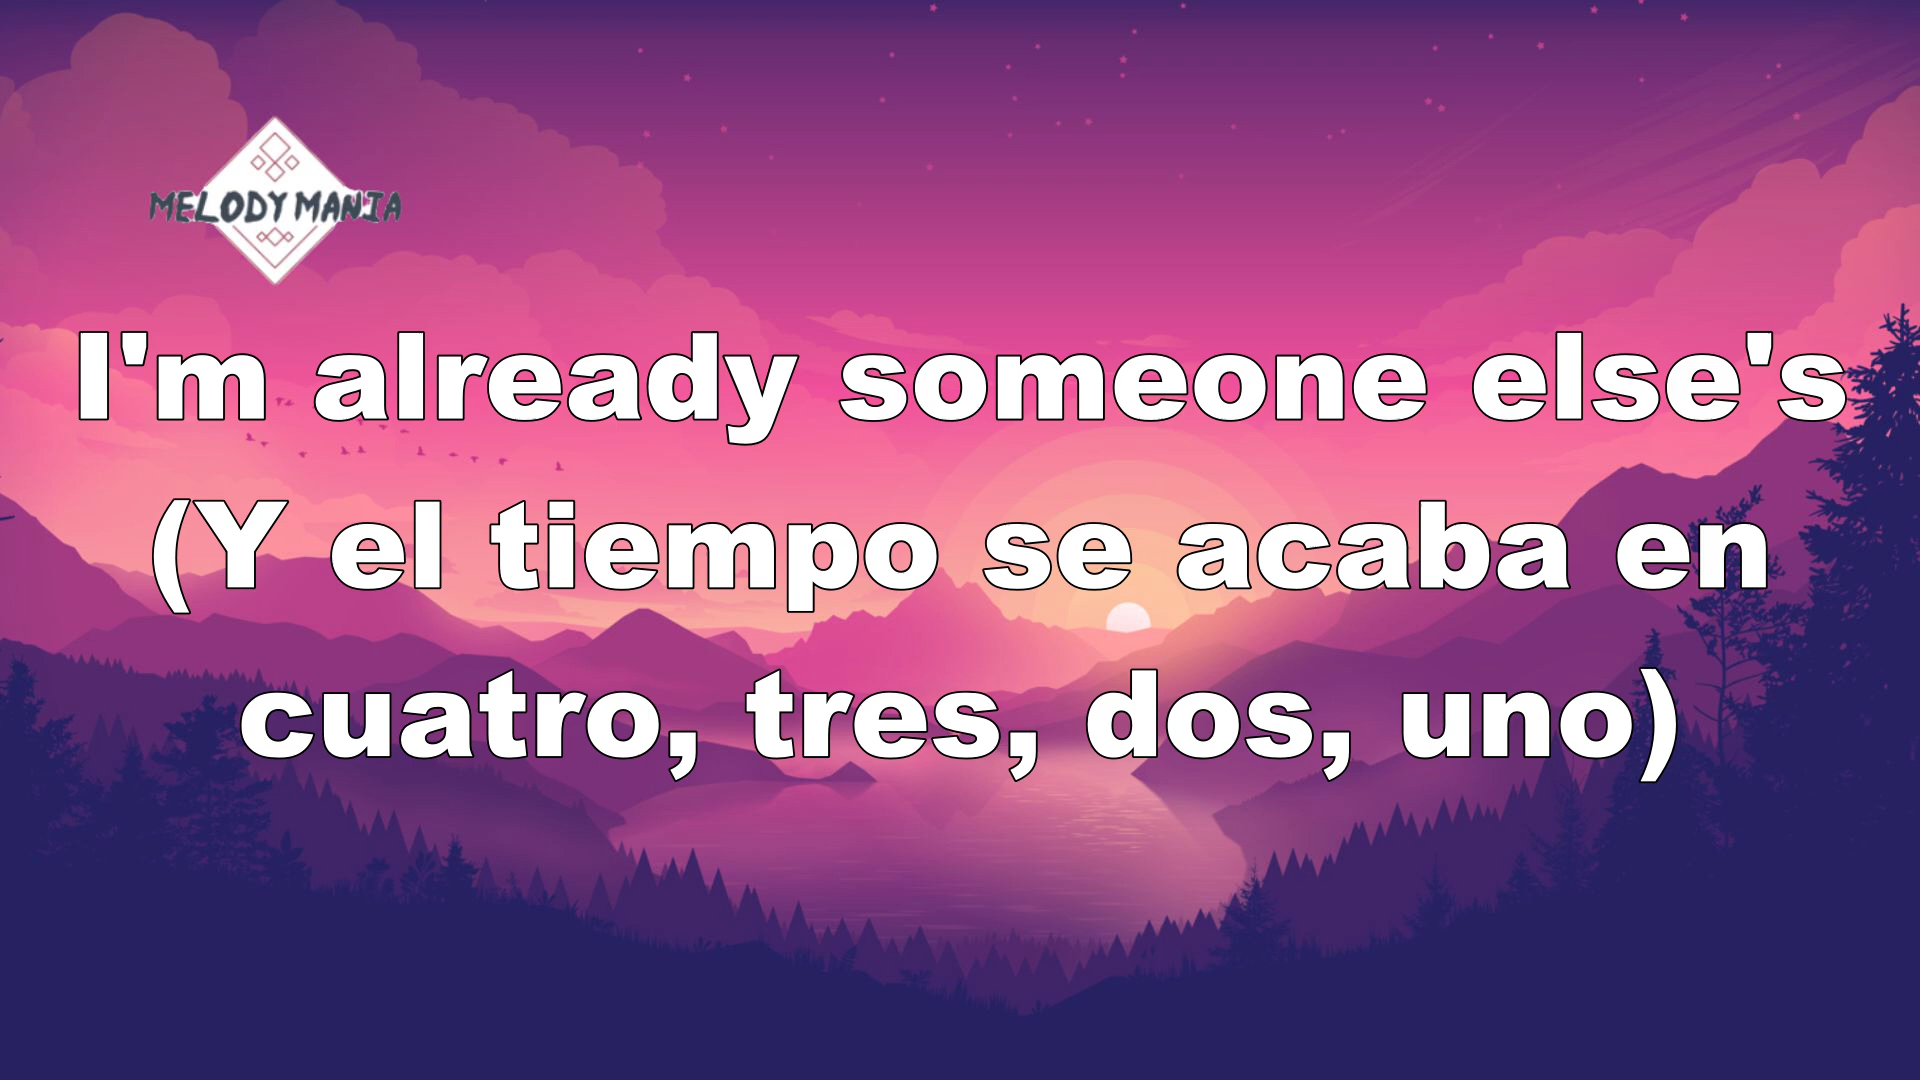 MELODY MANIA
I'm already someone else's
(Y el tiempo se acaba en
cuatro, tres, dos, uno)